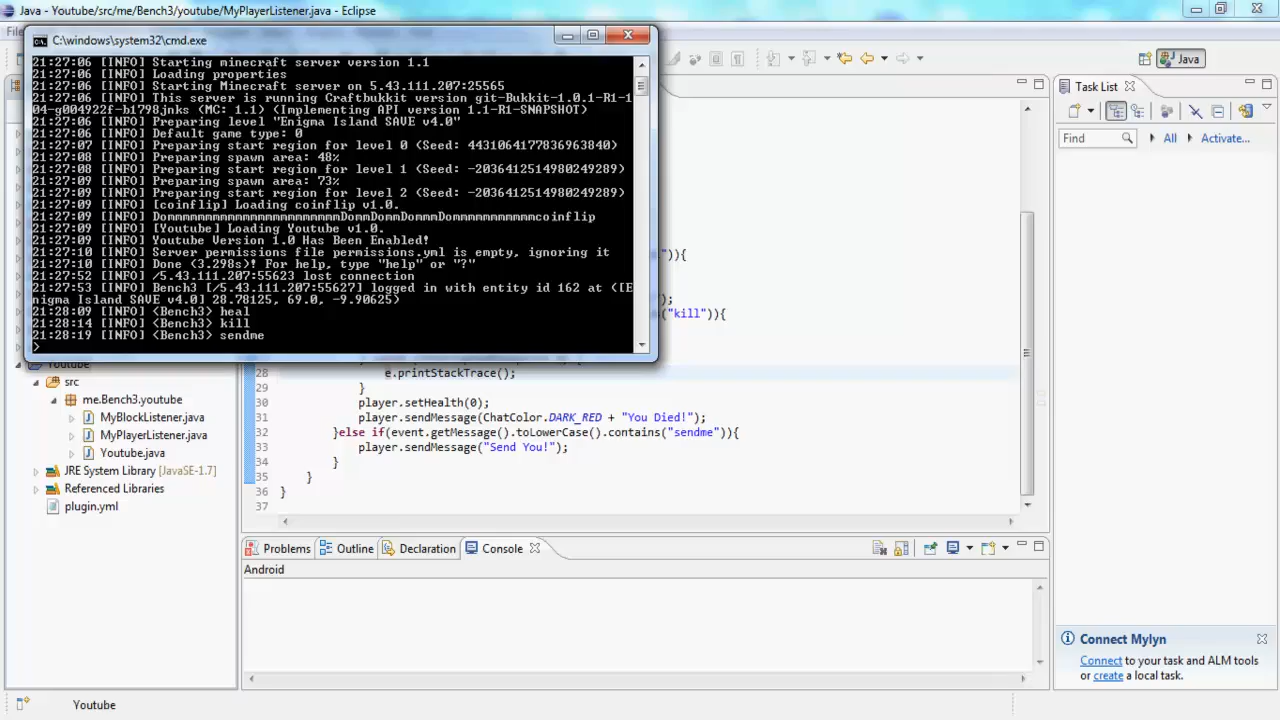 Java - Youtube/src/me/Bench3/youtube/MyPlayerListener.java - Eclipse
C:\windows\system32\cmd.exe
21:27:06 [INFO] Starting minecraft server version 1.1
21:27:06 [INFO] Loading properties
21:27:06 [INFO] Starting Minecraft server on 5.43.111.207:25565
21:27:06 [INFO] This server is running Craftbukkit version git-Bukkit-1.0.1-R1-1
04-g004922f-b1798jnks (MC: 1.1) (Implementing API version 1.1-R1-SNAPSHOT)
21:27:06 [INFO] Preparing level "Enigma Island SAVE v4.0"
21:27:06 [INFO] Default game type: 0
21:27:07 [INFO] Preparing start region for level 0 (Seed: 4431064177836963840)
21:27:08 [INFO] Preparing spawn area: 48%
21:27:08 [INFO] Preparing start region for level 1 (Seed: -2036412514980249289)
21:27:09 [INFO] Preparing spawn area: 73%
21:27:09 [INFO] Preparing start region for level 2 (Seed: -2036412514980249289)
21:27:09 [INFO] [coinflip] Loading coinflip v1.0.
21:27:09 [INFO] DommmmmmmmmmmmmmmmmmmmmmDommDommDommmDommmmmmmmmmcoinflip
21:27:09 [INFO] [Youtube] Loading Youtube v1.0.
21:27:09 [INFO] Youtube Version 1.0 Has Been Enabled!
21:27:10 [INFO] Server permissions file permissions.yml is empty, ignoring it
21:27:10 [INFO] Done (3.298s)! For help, type "help" or "?"
21:27:52 [INFO] /5.43.111.207:55623 lost connection
21:27:53 [INFO] Bench3 [/5.43.111.207:55627] logged in with entity id 162 at ([E
nigma Island SAVE v4.0] 28.78125, 69.0, -9.90625)
21:28:09 [INFO] <Bench3> heal
21:28:14 [INFO] <Bench3> kill
21:28:19 [INFO] <Bench3> sendme
>
Java
Task List
Find
All
Activate...
")){
);
("kill")){
28 e.printStackTrace();
29 }
30 player.setHealth(0);
31 player.sendMessage(ChatColor.DARK_RED + "You Died!");
32 }else if(event.getMessage().toLowerCase().contains("sendme")){
33 player.sendMessage("Send You!");
34 }
35 }
36 }
37
Youtube
src
me.Bench3.youtube
MyBlockListener.java
MyPlayerListener.java
Youtube.java
JRE System Library [JavaSE-1.7]
Referenced Libraries
plugin.yml
Problems
Outline
Declaration
Console
Android
Connect Mylyn
Connect to your task and ALM tools
or create a local task.
Youtube